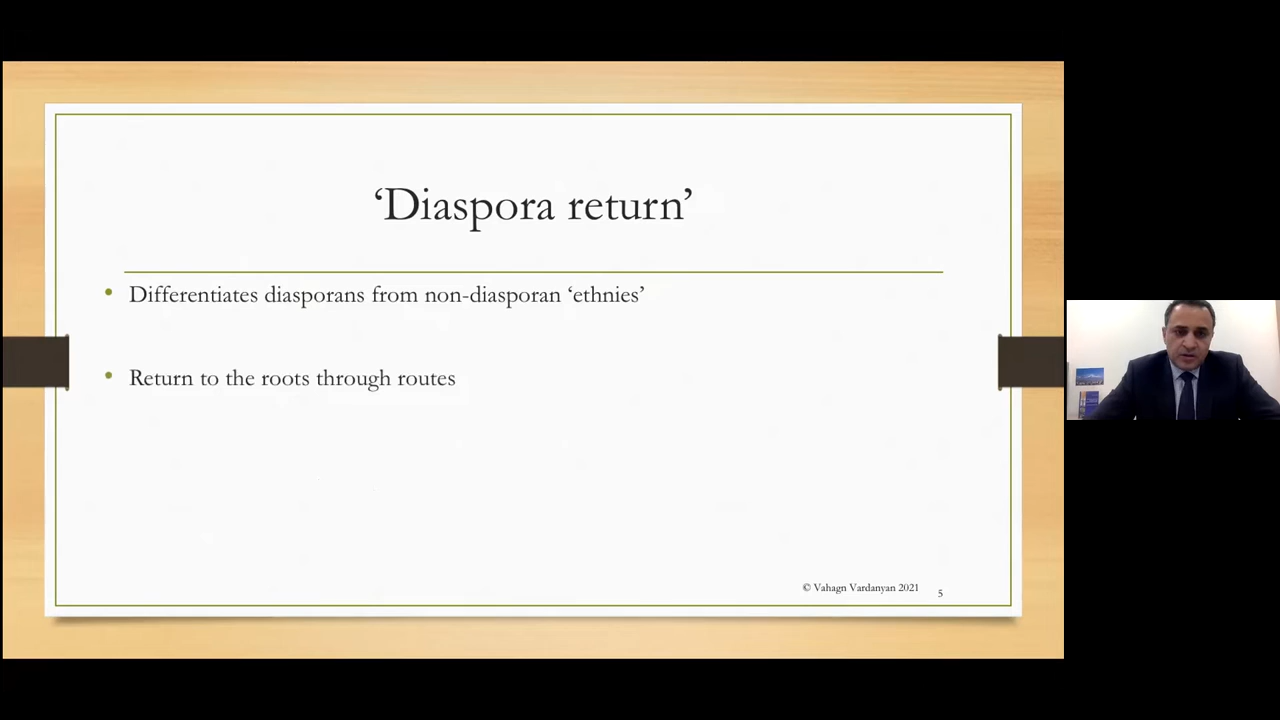 ‘Diaspora return’
• Differentiates diasporans from non-diasporan ‘ethnies’
• Return to the roots through routes
© Vahagn Vardanyan 2021
5